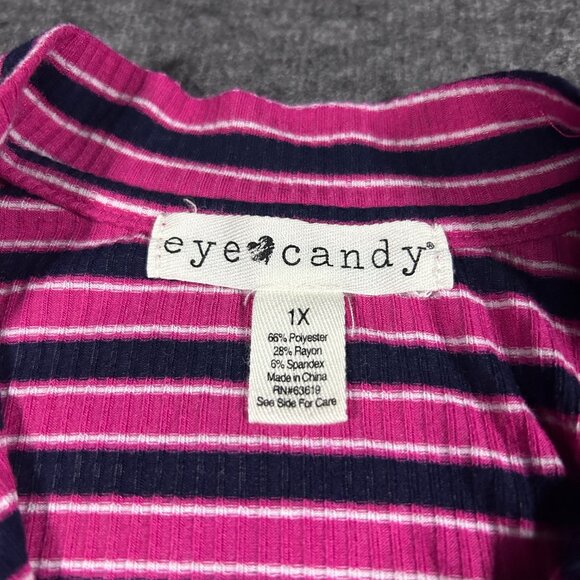 eye candy®
1X
66% Polyester
28% Rayon
6% Spandex
Made in China
RN#63619
See Side For Care